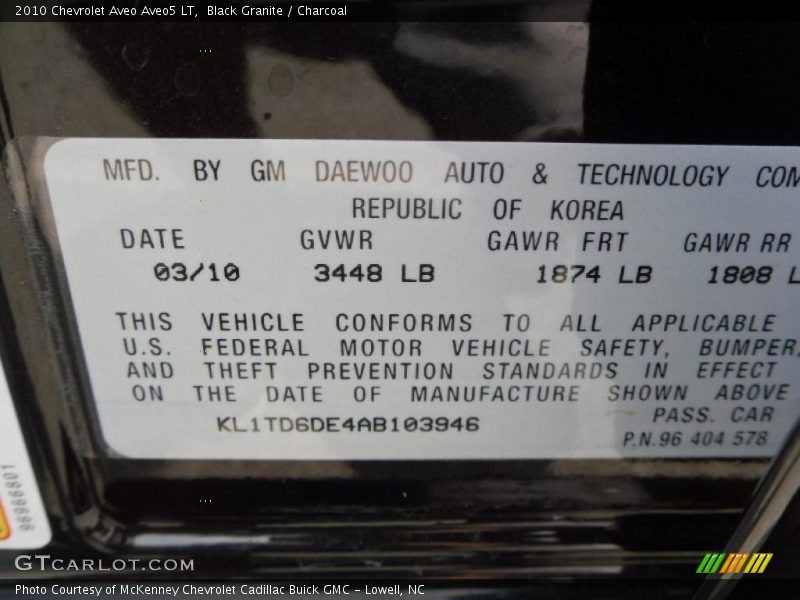 2010 Chevrolet Aveo Aveo5 LT, Black Granite / Charcoal
MFD. BY GM DAEWOO AUTO & TECHNOLOGY COM
REPUBLIC OF KOREA
DATE GVWR GAWR FRT GAWR RR
03/10 3448 LB 1874 LB 1808 L
THIS VEHICLE CONFORMS TO ALL APPLICABLE
U.S. FEDERAL MOTOR VEHICLE SAFETY, BUMPER,
AND THEFT PREVENTION STANDARDS IN EFFECT
ON THE DATE OF MANUFACTURE SHOWN ABOVE
KL1TD6DE4AB103946 PASS. CAR
P.N.96 404 578
96966801
GTCARLOT.COM
Photo Courtesy of McKenney Chevrolet Cadillac Buick GMC - Lowell, NC